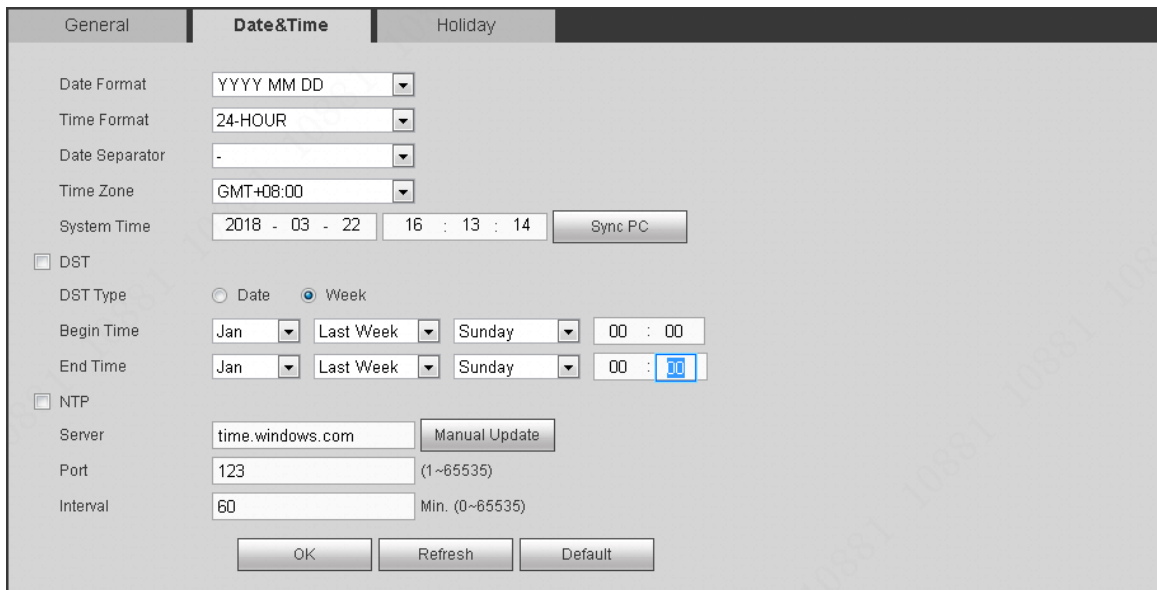 General Date&Time Holiday
Date Format YYYY MM DD
Time Format 24-HOUR
Date Separator -
Time Zone GMT+08:00
System Time 2018 - 03 - 22 16 : 13 : 14 Sync PC
DST
DST Type Date Week
Begin Time Jan Last Week Sunday 00 : 00
End Time Jan Last Week Sunday 00 : 00
NTP
Server time.windows.com Manual Update
Port 123 (1~65535)
Interval 60 Min. (0~65535)
OK Refresh Default
10881 10881